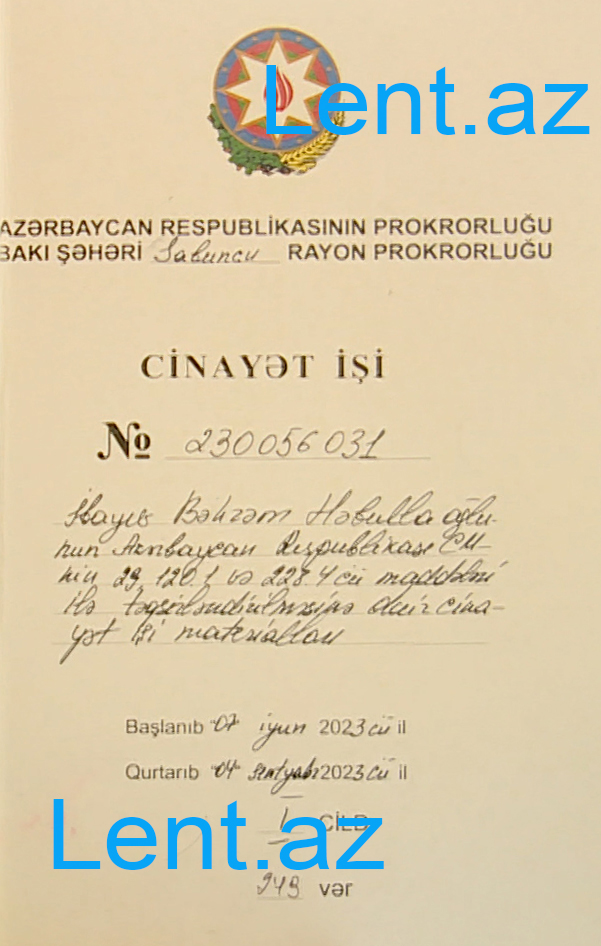 Lent.az
AZƏRBAYCAN RESPUBLİKASININ PROKRORLUĞU
BAKI ŞƏHƏRİ Sabunçu RAYON PROKRORLUĞU
CİNAYƏT İŞİ
№ 230056031
Bəhrəm Həbulla oğlu-
nun Azərbaycan Respublikası CM-
nin 29, 120.1 və 228.4 cü maddələri
ilə təqsirləndirilməsinə dair cina-
yət işi materialları
Başlanıb "07" iyun 2023 cü il
Qurtarıb "04" sentyabr 2023 cü il
I CİLD
Lent.az
249 vər